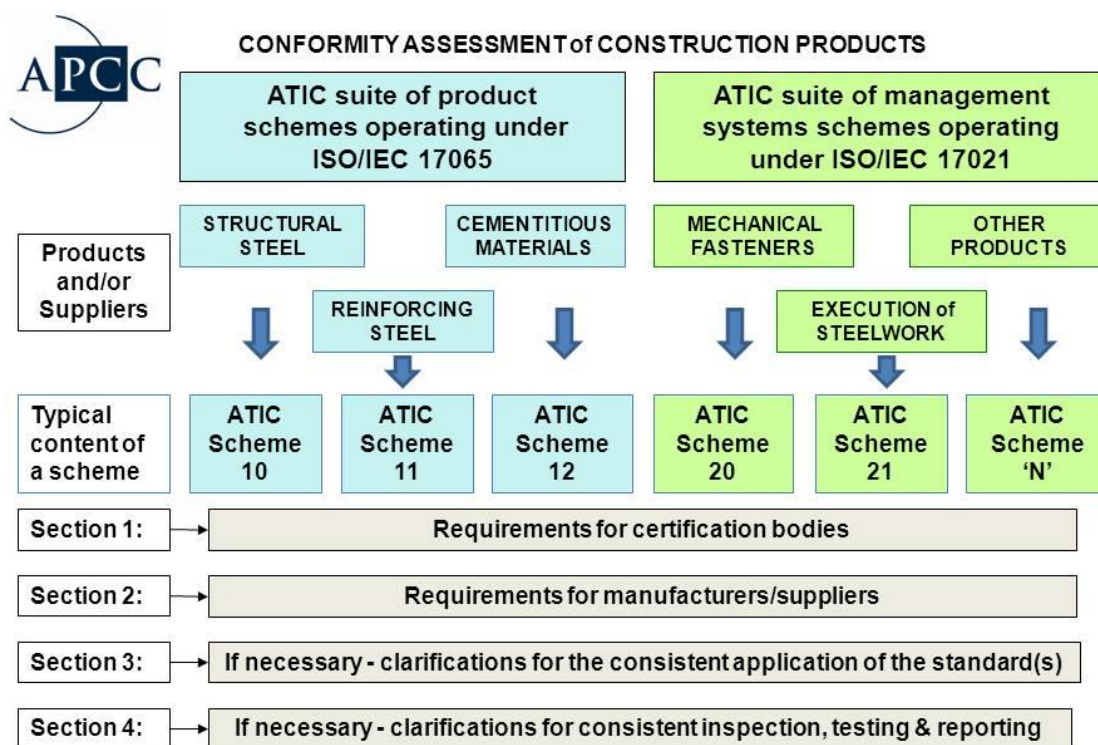 APCC
CONFORMITY ASSESSMENT of CONSTRUCTION PRODUCTS
ATIC suite of product
schemes operating under
ISO/IEC 17065
ATIC suite of management
systems schemes operating
under ISO/IEC 17021
Products
and/or
Suppliers
STRUCTURAL
STEEL
CEMENTITIOUS
MATERIALS
MECHANICAL
FASTENERS
OTHER
PRODUCTS
REINFORCING
STEEL
EXECUTION of
STEELWORK
Typical
content of
a scheme
ATIC
Scheme
10
ATIC
Scheme
11
ATIC
Scheme
12
ATIC
Scheme
20
ATIC
Scheme
21
ATIC
Scheme
‘N’
Section 1:
Requirements for certification bodies
Section 2:
Requirements for manufacturers/suppliers
Section 3:
If necessary - clarifications for the consistent application of the standard(s)
Section 4:
If necessary - clarifications for consistent inspection, testing & reporting